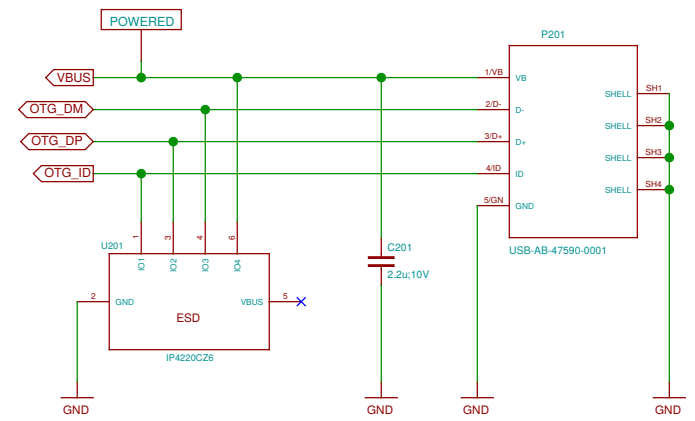 POWERED
P201
VBUS
1/VB
VB
SHELL
SH1
OTG_DM
2/D-
D-
SHELL
SH2
OTG_DP
3/D+
D+
SHELL
SH3
OTG_ID
4/ID
ID
SHELL
SH4
5/GN
GND
U201
1
3
4
6
IO1
IO2
IO3
IO4
C201
USB-AB-47590-0001
2.2u;10V
2
GND
VBUS
5
ESD
IP4220CZ6
GND
GND
GND
GND